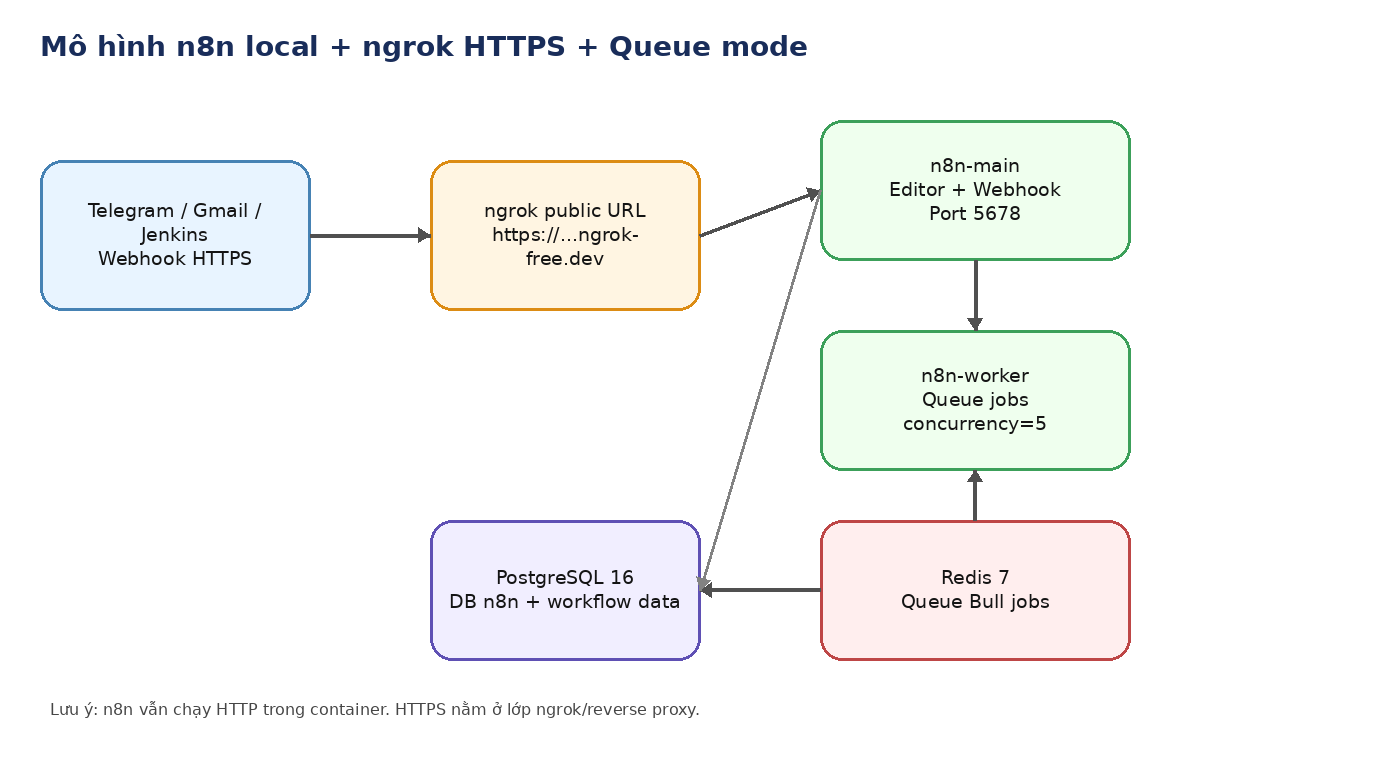 Mô hình n8n local + ngrok HTTPS + Queue mode
Telegram / Gmail /
Jenkins
Webhook HTTPS
ngrok public URL
https://...ngrok-
free.dev
n8n-main
Editor + Webhook
Port 5678
n8n-worker
Queue jobs
concurrency=5
PostgreSQL 16
DB n8n + workflow data
Redis 7
Queue Bull jobs
Lưu ý: n8n vẫn chạy HTTP trong container. HTTPS nằm ở lớp ngrok/reverse proxy.